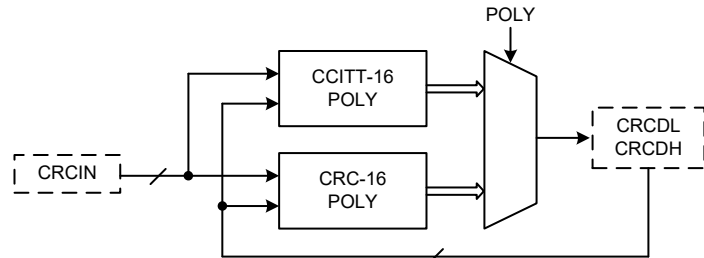 POLY
CCITT-16
POLY
CRCDL
CRCDH
CRCIN
CRC-16
POLY